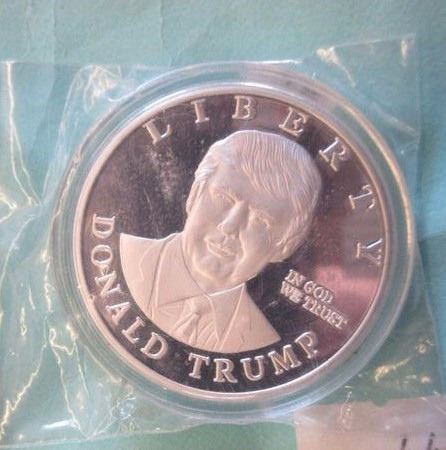 LIBERTY
IN GOD
WE TRUST
DONALD TRUMP